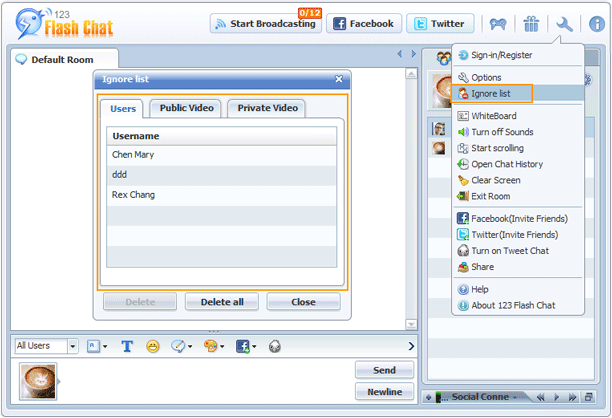 123
Flash Chat
Start Broadcasting
0/12
Facebook
Twitter
Default Room
Ignore list
Users
Public Video
Private Video
Username
Chen Mary
ddd
Rex Chang
Delete
Delete all
Close
Sign-in/Register
Options
Ignore list
WhiteBoard
Turn off Sounds
Start scrolling
Open Chat History
Clear Screen
Exit Room
Facebook(Invite Friends)
Twitter(Invite Friends)
Turn on Tweet Chat
Share
Help
About 123 Flash Chat
All Users
Send
Newline
Social Conne